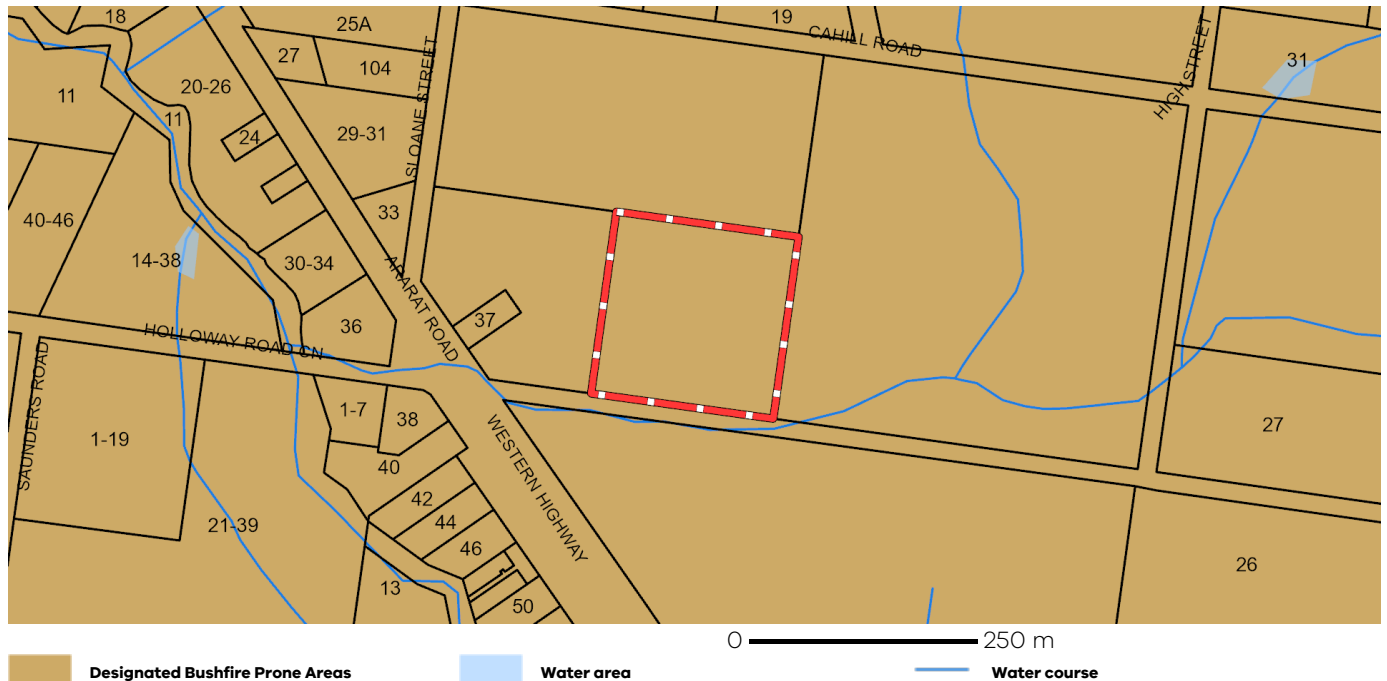 18
25A
19
CAHILL ROAD
HIGH STREET
31
27
104
SLOANE STREET
20-26
11
11
24
29-31
40-46
33
14-38
30-34
ARARAT ROAD
36
37
HOLLOWAY ROAD CN
SAUNDERS ROAD
1-7
38
WESTERN HIGHWAY
1-19
27
40
42
44
21-39
46
26
13
50
0 250 m
Designated Bushfire Prone Areas
Water area
Water course